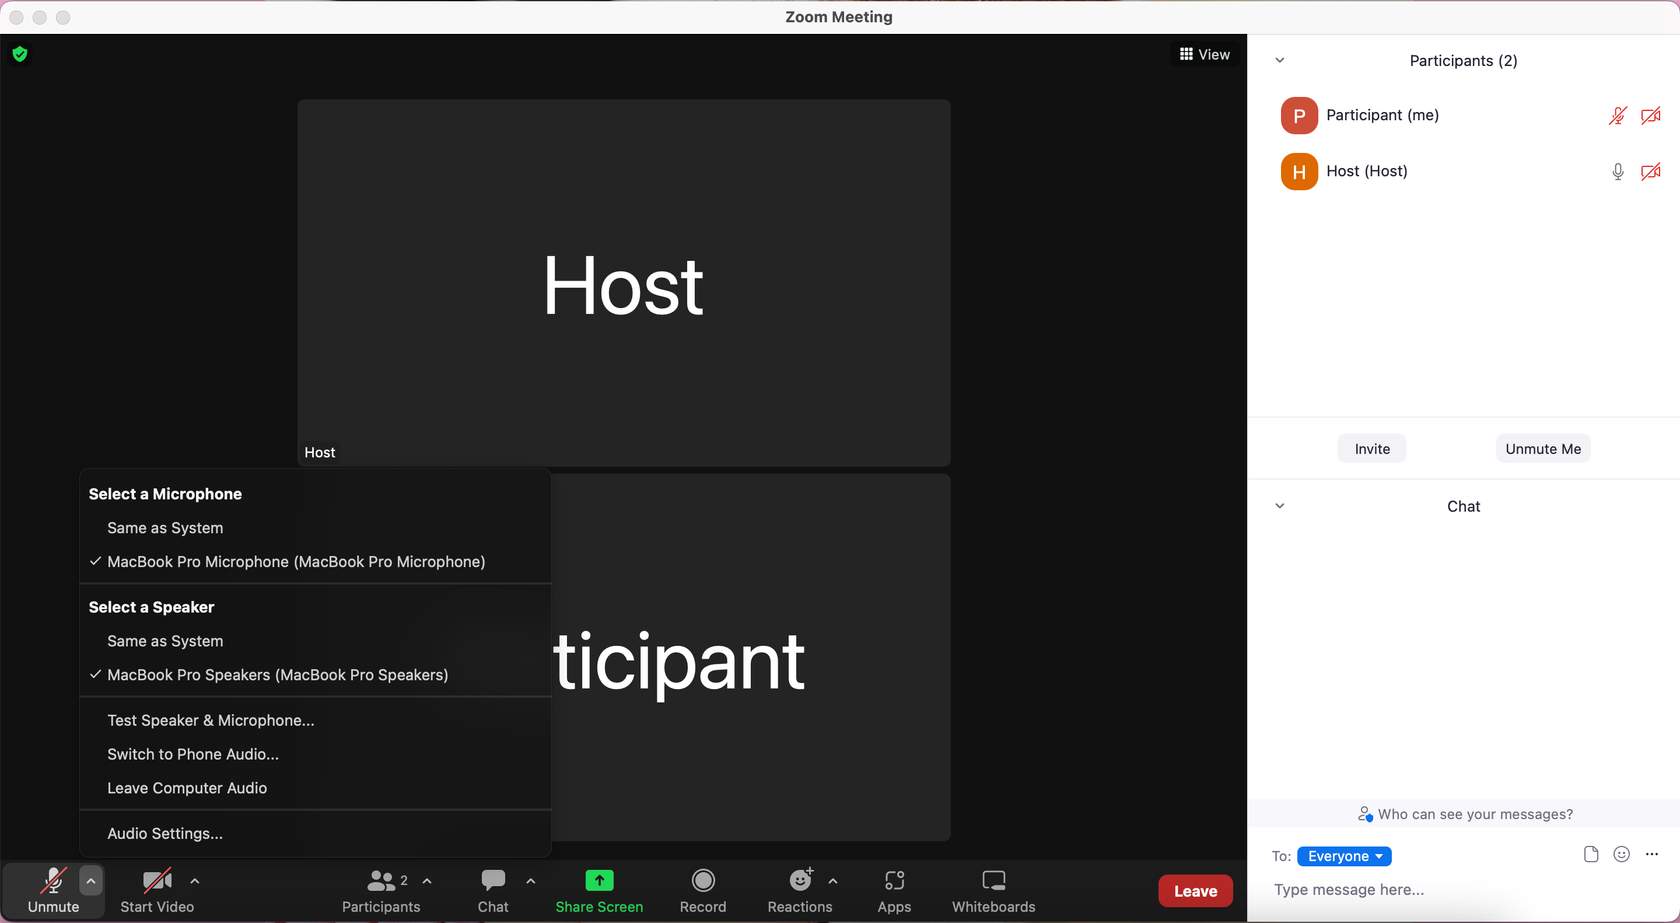 Zoom Meeting
View
Host
Host
ticipant
Select a Microphone
Same as System
MacBook Pro Microphone (MacBook Pro Microphone)
Select a Speaker
Same as System
MacBook Pro Speakers (MacBook Pro Speakers)
Test Speaker & Microphone...
Switch to Phone Audio...
Leave Computer Audio
Audio Settings...
Unmute
Start Video
2
Participants
Chat
Share Screen
Record
Reactions
Apps
Whiteboards
Leave
Participants (2)
P Participant (me)
H Host (Host)
Invite
Unmute Me
Chat
Who can see your messages?
To: Everyone
Type message here...